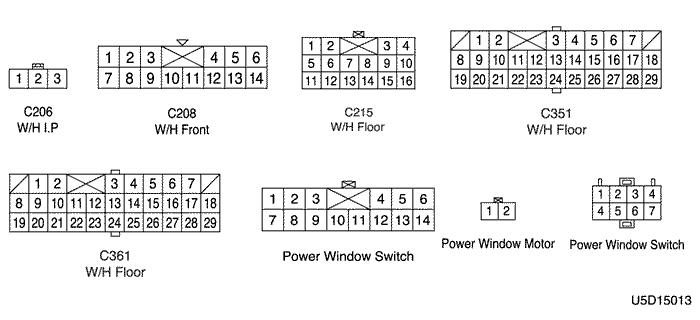 1 2 3
C206
W/H I.P
1 2 3 4 5 6
7 8 9 10 11 12 13 14
C208
W/H Front
1 2 3 4
5 6 7 8 9 10
11 12 13 14 15 16
C215
W/H Floor
1 2 3 4 5 6 7
8 9 10 11 12 13 14 15 16 17 18
19 20 21 22 23 24 25 26 27 28 29
C351
W/H Floor
1 2 3 4 5 6 7
8 9 10 11 12 13 14 15 16 17 18
19 20 21 22 23 24 25 26 27 28 29
C361
W/H Floor
1 2 3 4 5 6
7 8 9 10 11 12 13 14
Power Window Switch
1 2
Power Window Motor
1 2 3 4
4 5 6 7
Power Window Switch
U5D15013